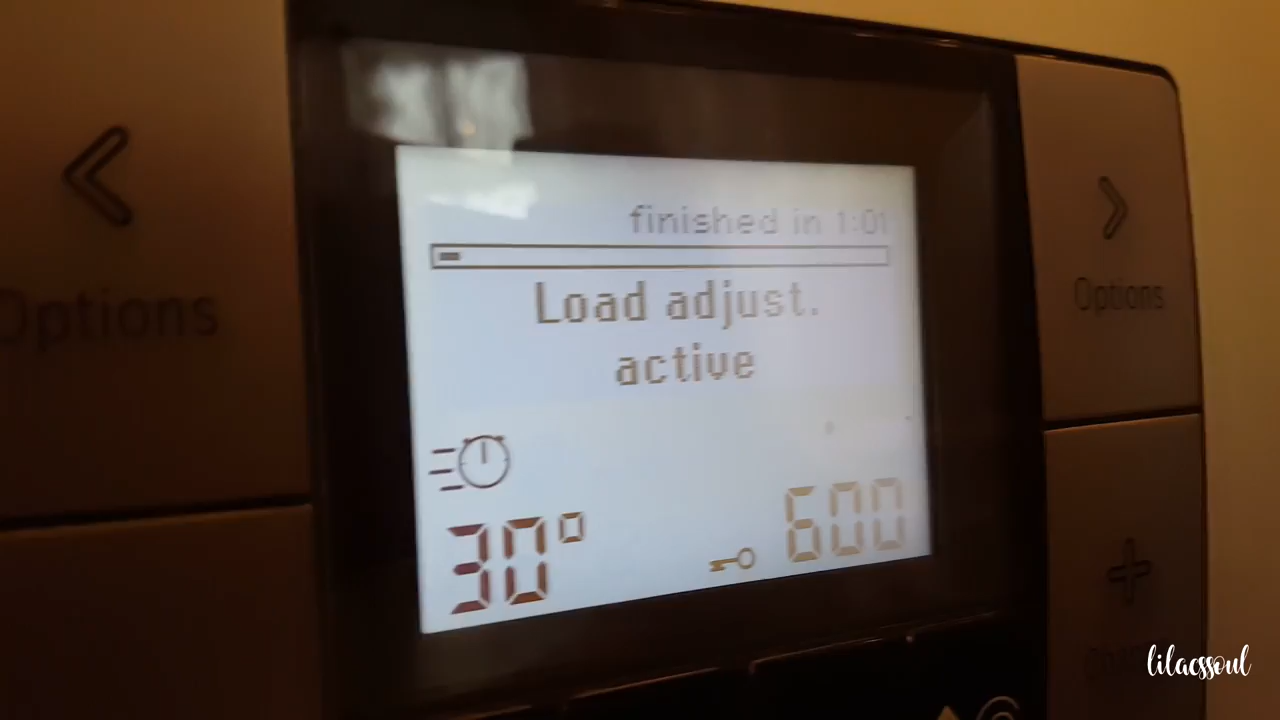 finished in 1:01
Load adjust.
active
30°
600
Options
Options
lilacssoul